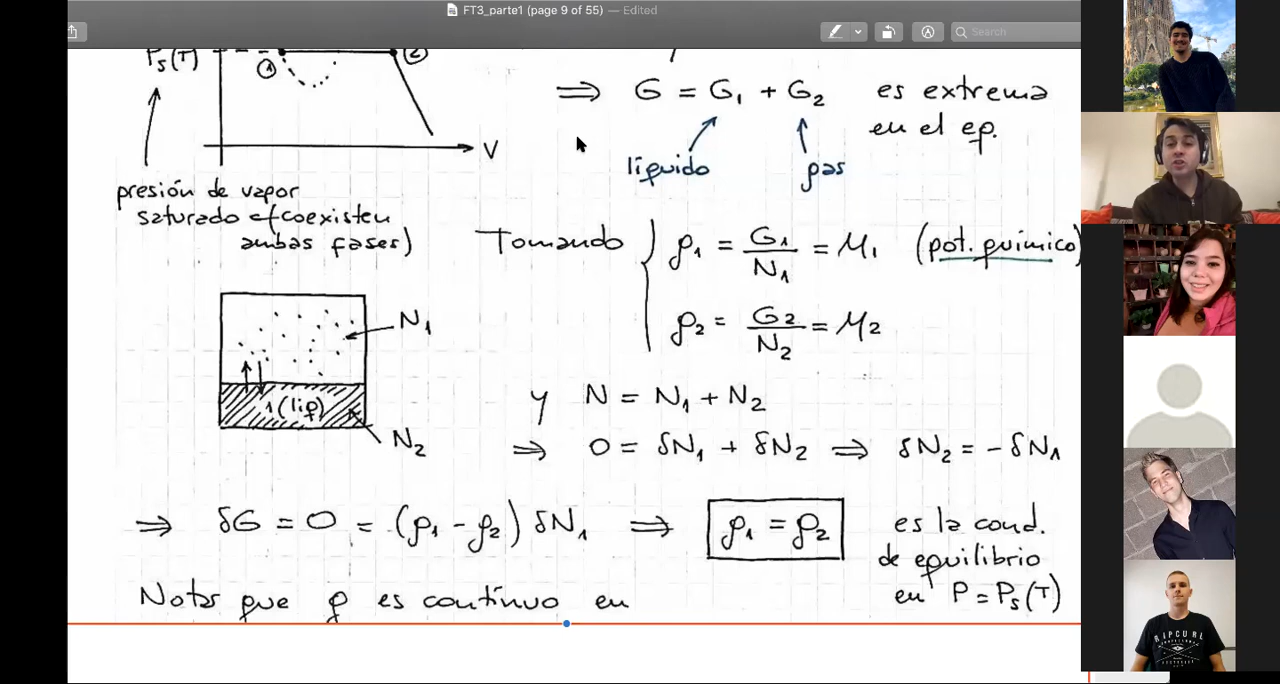 FT3_parte1 (page 9 of 55) — Edited
Search
Ps(T)
①
②
V
presión de vapor
saturado (coexisten
ambas fases)
⟹ G = G₁ + G₂ es extrema
en el eq.
líquido
gas
Tomando { g₁ = G₁/N₁ = μ₁ (pot. químico)
g₂ = G₂/N₂ = μ₂
N₁
1 (liq)
N₂
y N = N₁ + N₂
⟹ 0 = δN₁ + δN₂ ⟹ δN₂ = - δN₁
⟹ δG = 0 = (g₁ - g₂) δN₁ ⟹ g₁ = g₂ es la cond.
de equilibrio
en P = Ps(T)
Notar que g es contínuo en
RIPCURL